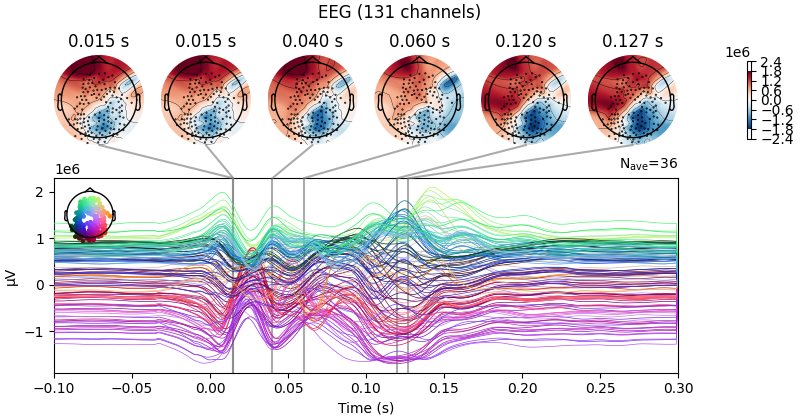 EEG (131 channels)
0.015 s 0.015 s 0.040 s 0.060 s 0.120 s 0.127 s
1e6
2.4
1.8
1.2
0.6
0.0
−0.6
−1.2
−1.8
−2.4
1e6
Nave=36
2
1
0
−1
µV
−0.10 −0.05 0.00 0.05 0.10 0.15 0.20 0.25 0.30
Time (s)